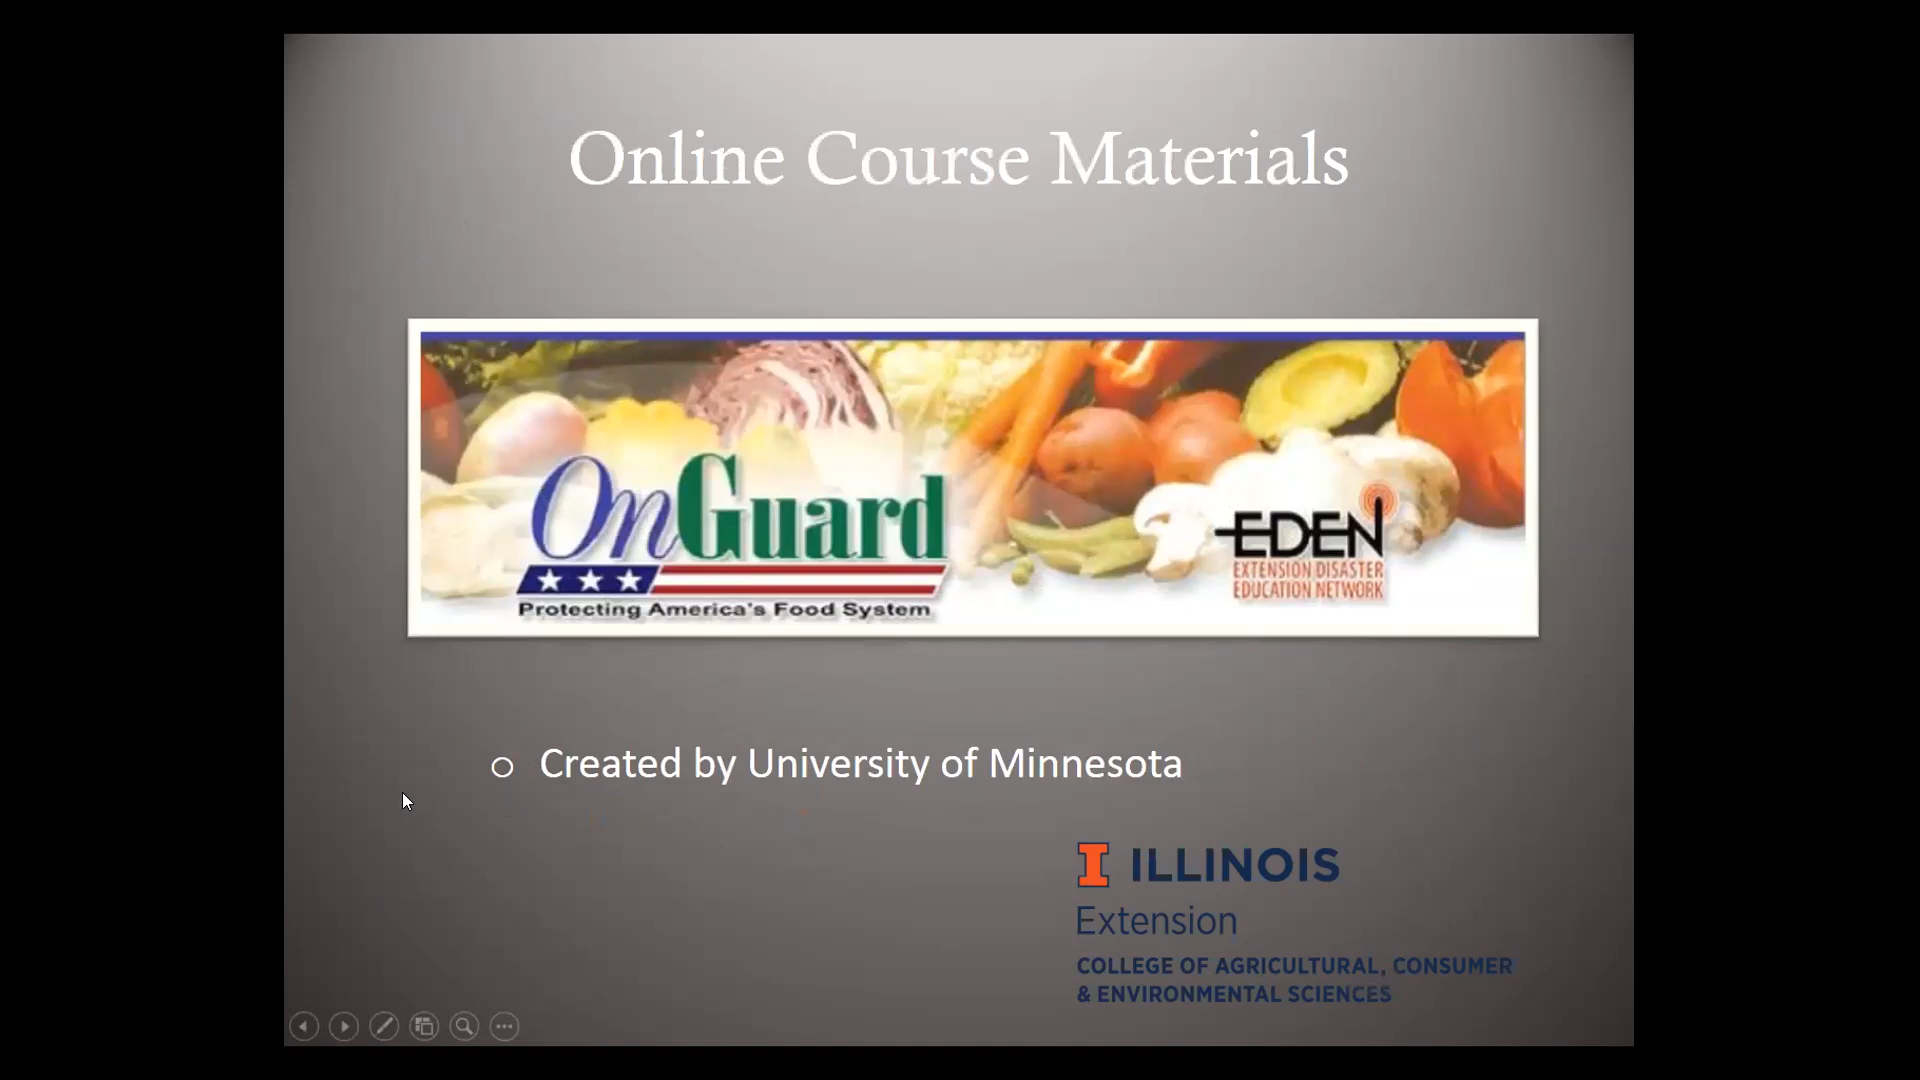 Online Course Materials
OnGuard
Protecting America's Food System
EDEN
EXTENSION DISASTER
EDUCATION NETWORK
Created by University of Minnesota
I ILLINOIS
Extension
COLLEGE OF AGRICULTURAL, CONSUMER
& ENVIRONMENTAL SCIENCES